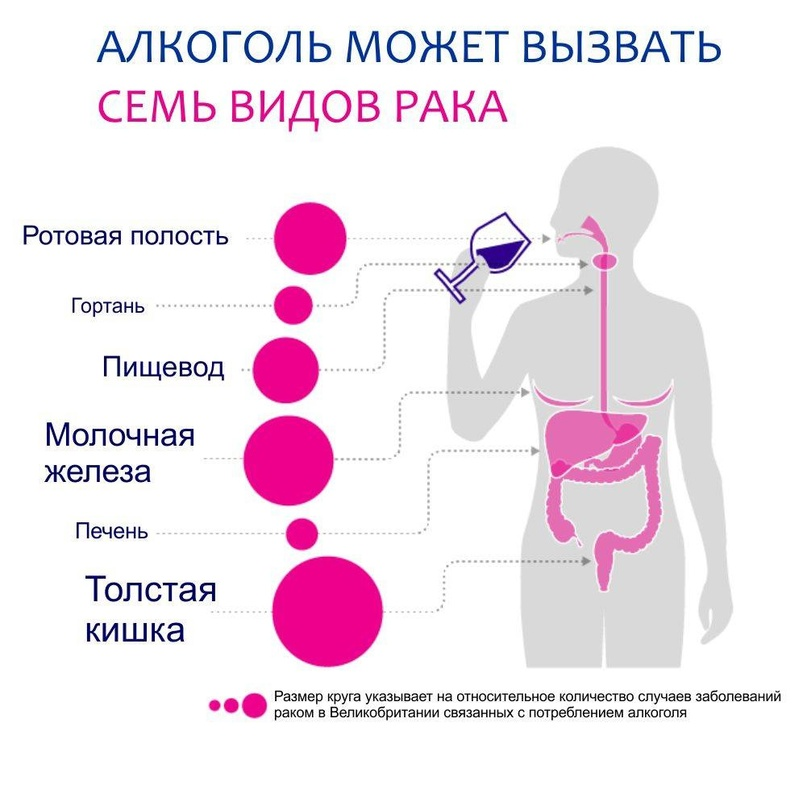 АЛКОГОЛЬ МОЖЕТ ВЫЗВАТЬ
СЕМЬ ВИДОВ РАКА
Ротовая полость
Гортань
Пищевод
Молочная
железа
Печень
Толстая
кишка
Размер круга указывает на относительное количество случаев заболеваний
раком в Великобритании связанных с потреблением алкоголя